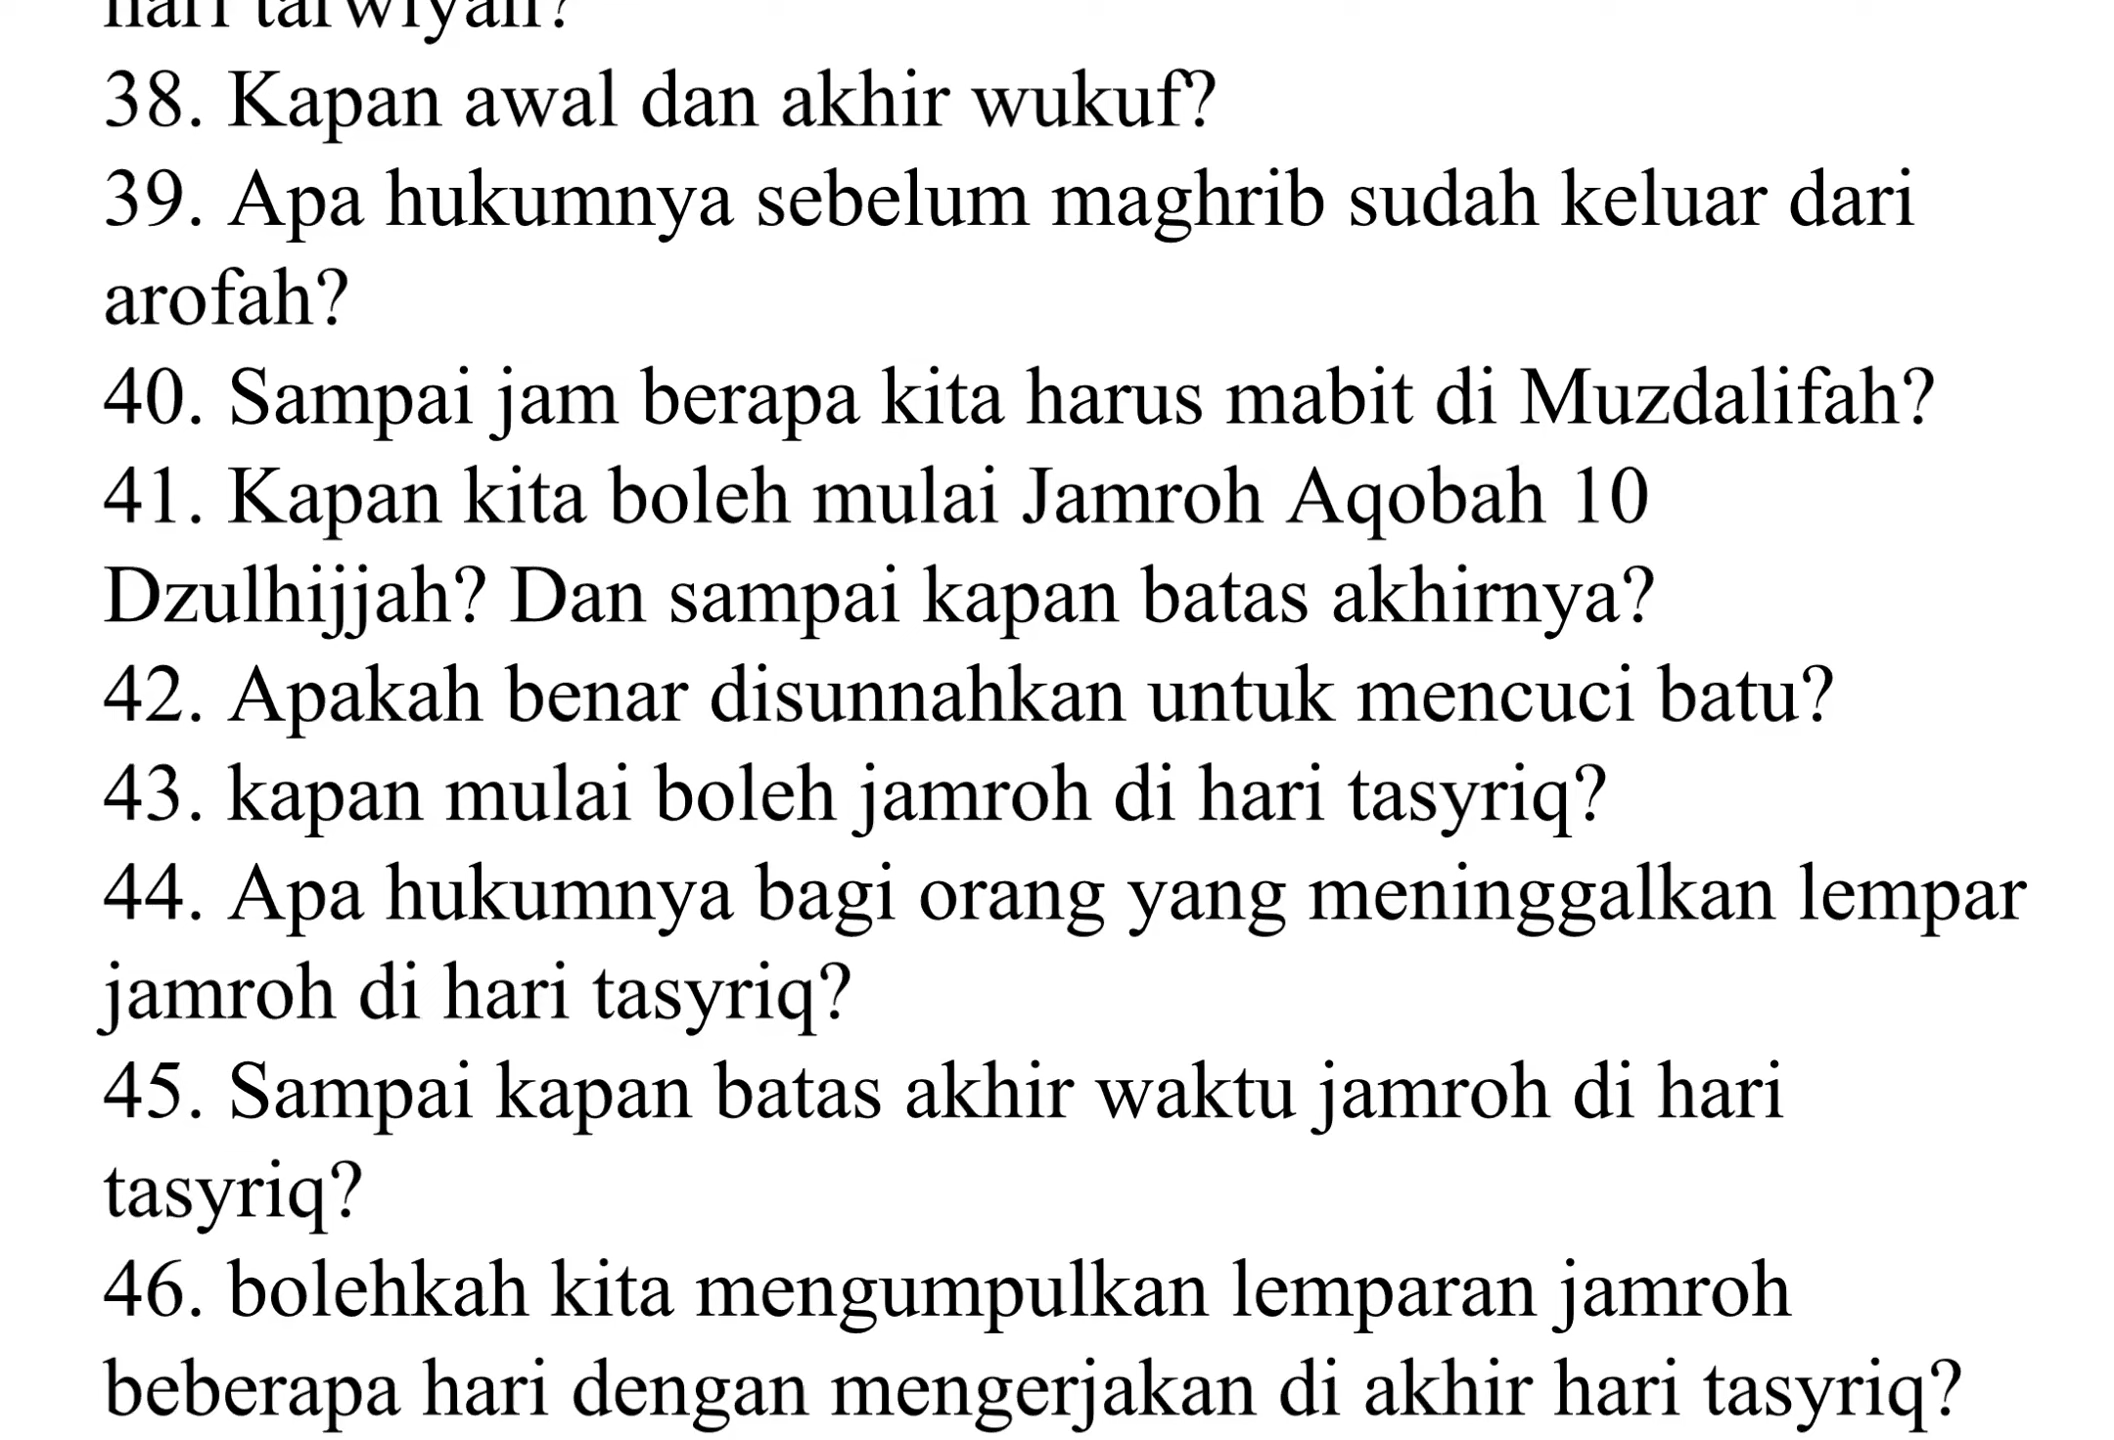 hari tarwiyah?
38. Kapan awal dan akhir wukuf?
39. Apa hukumnya sebelum maghrib sudah keluar dari
arofah?
40. Sampai jam berapa kita harus mabit di Muzdalifah?
41. Kapan kita boleh mulai Jamroh Aqobah 10
Dzulhijjah? Dan sampai kapan batas akhirnya?
42. Apakah benar disunnahkan untuk mencuci batu?
43. kapan mulai boleh jamroh di hari tasyriq?
44. Apa hukumnya bagi orang yang meninggalkan lempar
jamroh di hari tasyriq?
45. Sampai kapan batas akhir waktu jamroh di hari
tasyriq?
46. bolehkah kita mengumpulkan lemparan jamroh
beberapa hari dengan mengerjakan di akhir hari tasyriq?